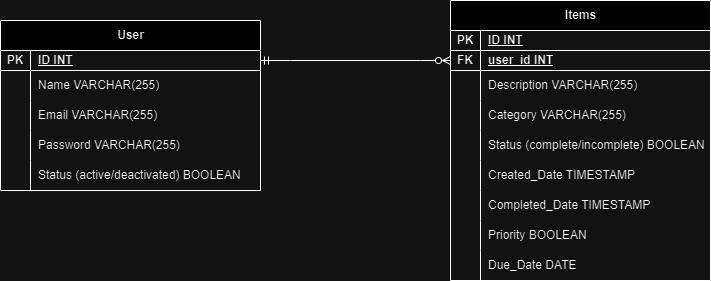 User
PK ID INT
Name VARCHAR(255)
Email VARCHAR(255)
Password VARCHAR(255)
Status (active/deactivated) BOOLEAN
Items
PK ID INT
FK user_id INT
Description VARCHAR(255)
Category VARCHAR(255)
Status (complete/incomplete) BOOLEAN
Created_Date TIMESTAMP
Completed_Date TIMESTAMP
Priority BOOLEAN
Due_Date DATE